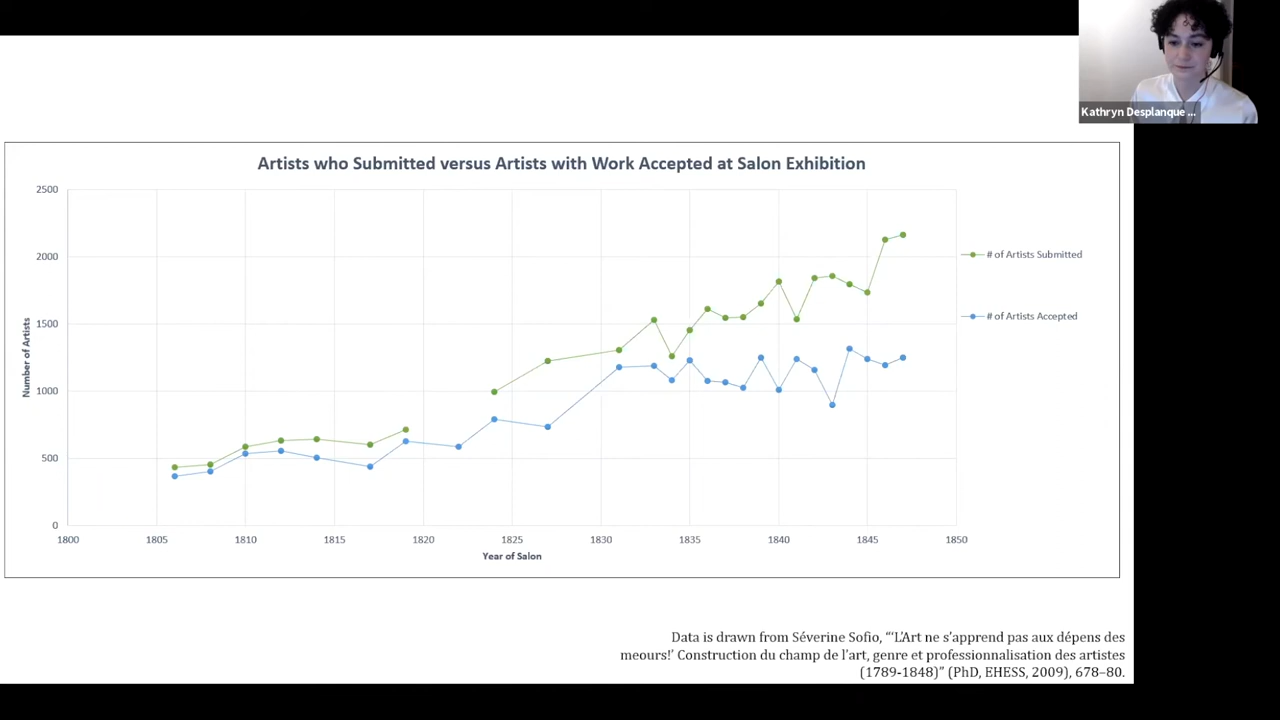 Kathryn Desplanque ...
Artists who Submitted versus Artists with Work Accepted at Salon Exhibition
2500
2000
1500
1000
500
0
Number of Artists
1800 1805 1810 1815 1820 1825 1830 1835 1840 1845 1850
Year of Salon
# of Artists Submitted
# of Artists Accepted
Data is drawn from Séverine Sofio, “‘L’Art ne s’apprend pas aux dépens des
meours!’ Construction du champ de l’art, genre et professionnalisation des artistes
(1789-1848)” (PhD, EHESS, 2009), 678–80.